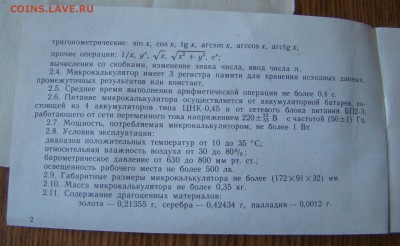 COINS.LAVE.RU
тригонометрические: sin x, cos x, tg x, arcsin x, arccos x, arctg x;
прочие операции: 1/x, yˣ, √x, √x² + y², eˣ;
вычисления со скобками, изменение знака числа, ввод числа π.
2.4. Микрокалькулятор имеет 3 регистра памяти для хранения исходных данных,
промежуточных результатов или констант.
2.5. Среднее время выполнения арифметической операции не более 0,4 с.
2.6. Питание микрокалькулятора осуществляется от аккумуляторной батареи, со-
стоящей из 4 аккумуляторов типа ЦНК-0,45 и от сетевого блока питания БП2-3,
работающего от сети переменного тока напряжением 220± В с частотой (50±1) Гц.
2.7. Мощность, потребляемая микрокалькулятором, не более 1 Вт.
2.8. Условия эксплуатации:
диапазон положительных температур от 10 до 35 °С;
относительная влажность воздуха от 30 до 80%;
барометрическое давление от 630 до 800 мм рт. ст.;
освещенность рабочего места не более 500 лк.
2.9. Габаритные размеры микрокалькулятора не более (172×91×32) мм.
2.10. Масса микрокалькулятора не более 0,35 кг.
2.11. Содержание драгоценных материалов:
золота — 0,21355 г, серебра — 0,42434 г, палладия — 0,0012 г.
2